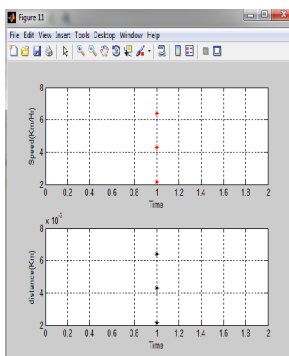 Figure 11
File Edit View Insert Tools Desktop Window Help
8
6
4
2
Speed(Km/Hr)
0 0.2 0.4 0.6 0.8 1 1.2 1.4 1.6 1.8 2
Time
x 10^-3
8
6
4
2
distance(Km)
0 0.2 0.4 0.6 0.8 1 1.2 1.4 1.6 1.8 2
Time